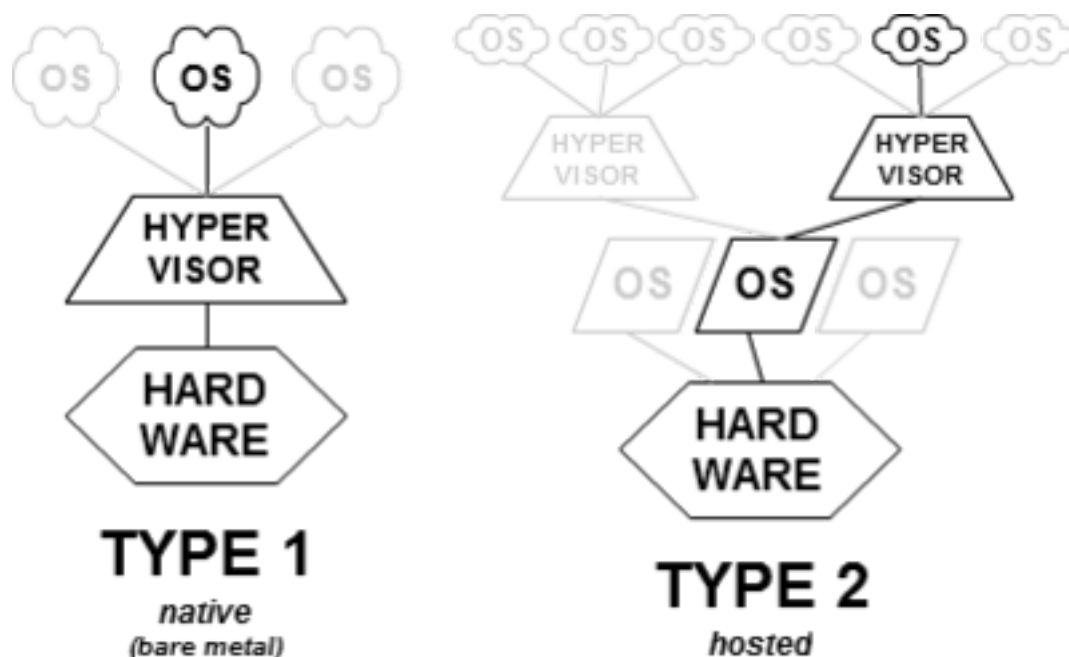 OS OS OS
HYPER
VISOR
HARD
WARE
TYPE 1
native
(bare metal)
OS OS OS OS OS OS
HYPER
VISOR
HYPER
VISOR
OS OS OS
HARD
WARE
TYPE 2
hosted